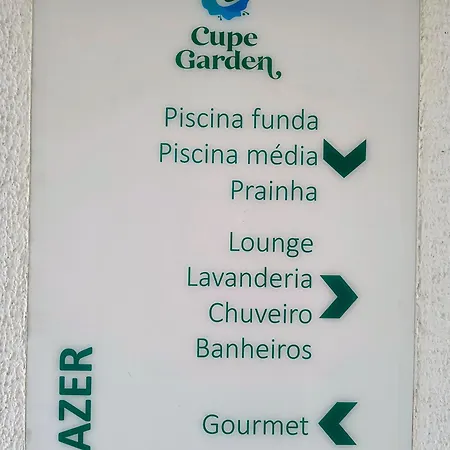 Cupe
Garden
Piscina funda
Piscina média
Prainha
Lounge
Lavanderia
Chuveiro
Banheiros
AZER
Gourmet